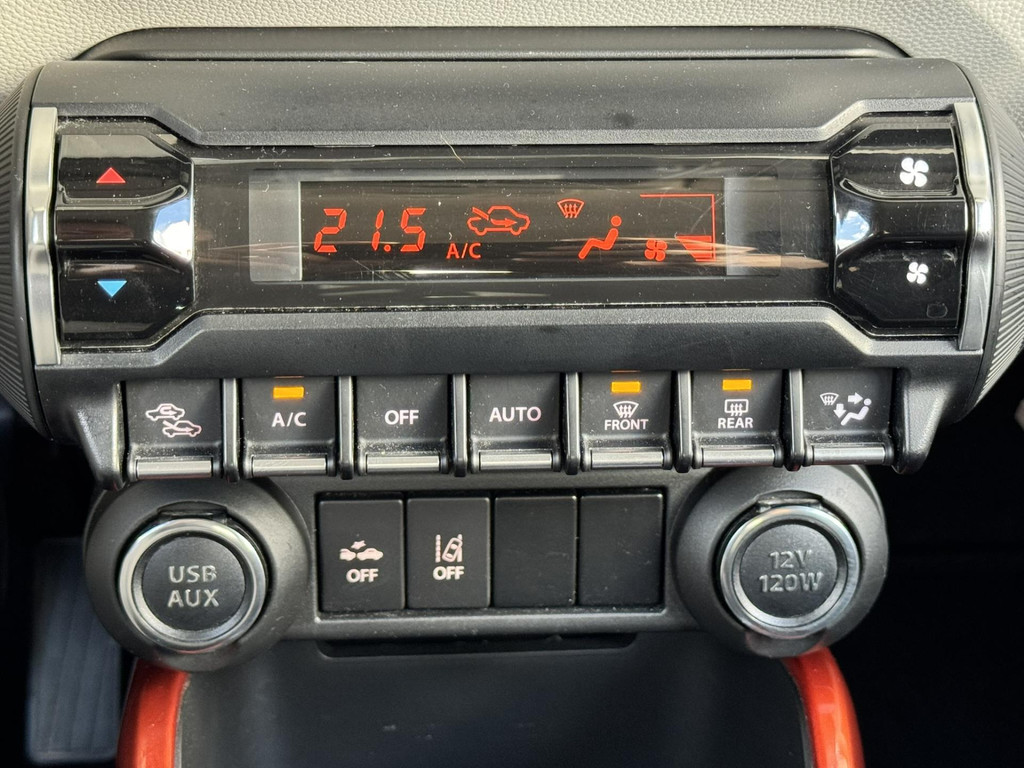 21.5
A/C
A/C
OFF
AUTO
FRONT
REAR
USB
AUX
OFF
OFF
12V
120W